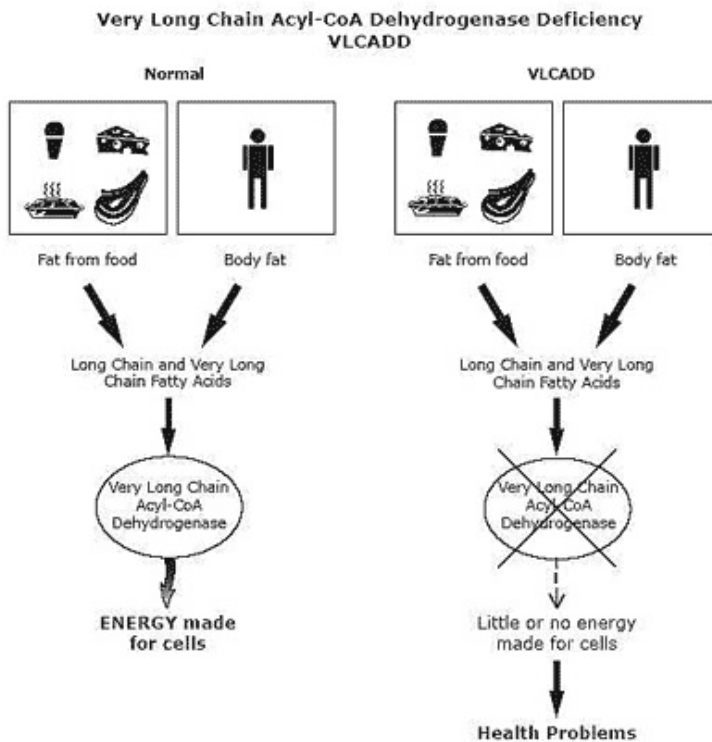 Very Long Chain Acyl-CoA Dehydrogenase Deficiency
VLCADD
Normal
Fat from food
Body fat
Long Chain and Very Long
Chain Fatty Acids
Very Long Chain
Acyl-CoA
Dehydrogenase
ENERGY made
for cells
VLCADD
Fat from food
Body fat
Long Chain and Very Long
Chain Fatty Acids
Very Long Chain
Acyl-CoA
Dehydrogenase
Little or no energy
made for cells
Health Problems